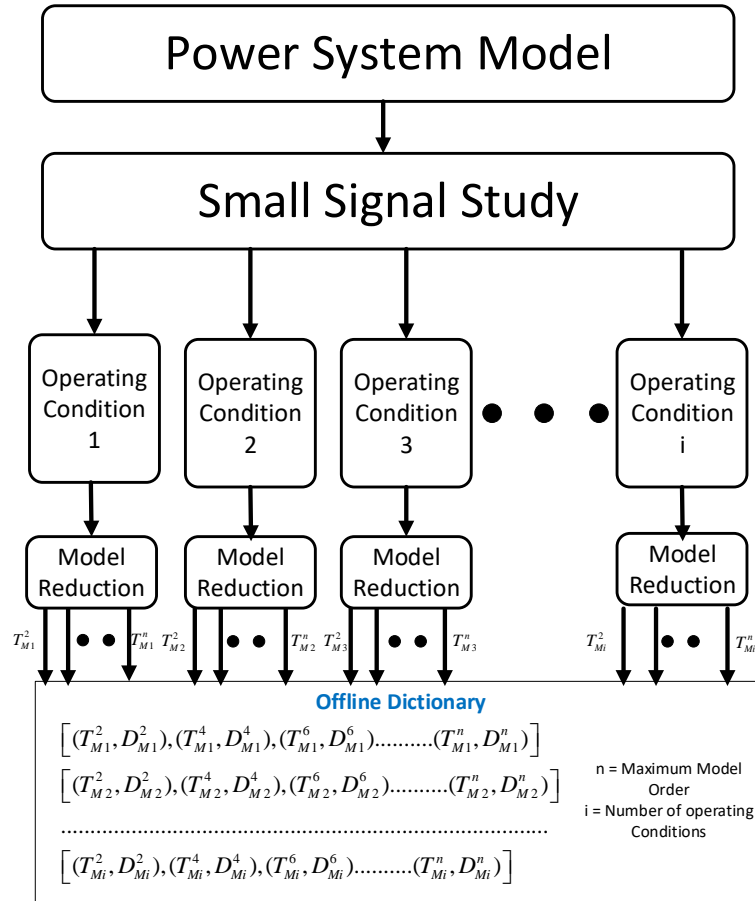 Power System Model
Small Signal Study
Operating
Condition
1
Operating
Condition
2
Operating
Condition
3
Operating
Condition
i
Model
Reduction
Model
Reduction
Model
Reduction
Model
Reduction
T_{M1}^{2} T_{M1}^{n} T_{M2}^{2} T_{M2}^{n} T_{M3}^{2} T_{M3}^{n} T_{Mi}^{2} T_{Mi}^{n}
Offline Dictionary
[(T_{M1}^{2}, D_{M1}^{2}),(T_{M1}^{4}, D_{M1}^{4}),(T_{M1}^{6}, D_{M1}^{6})..........(T_{M1}^{n}, D_{M1}^{n})]
[(T_{M2}^{2}, D_{M2}^{2}),(T_{M2}^{4}, D_{M2}^{4}),(T_{M2}^{6}, D_{M2}^{6})..........(T_{M2}^{n}, D_{M2}^{n})]
....................................................................................
[(T_{Mi}^{2}, D_{Mi}^{2}),(T_{Mi}^{4}, D_{Mi}^{4}),(T_{Mi}^{6}, D_{Mi}^{6})..........(T_{Mi}^{n}, D_{Mi}^{n})]
n = Maximum Model
Order
i = Number of operating
Conditions